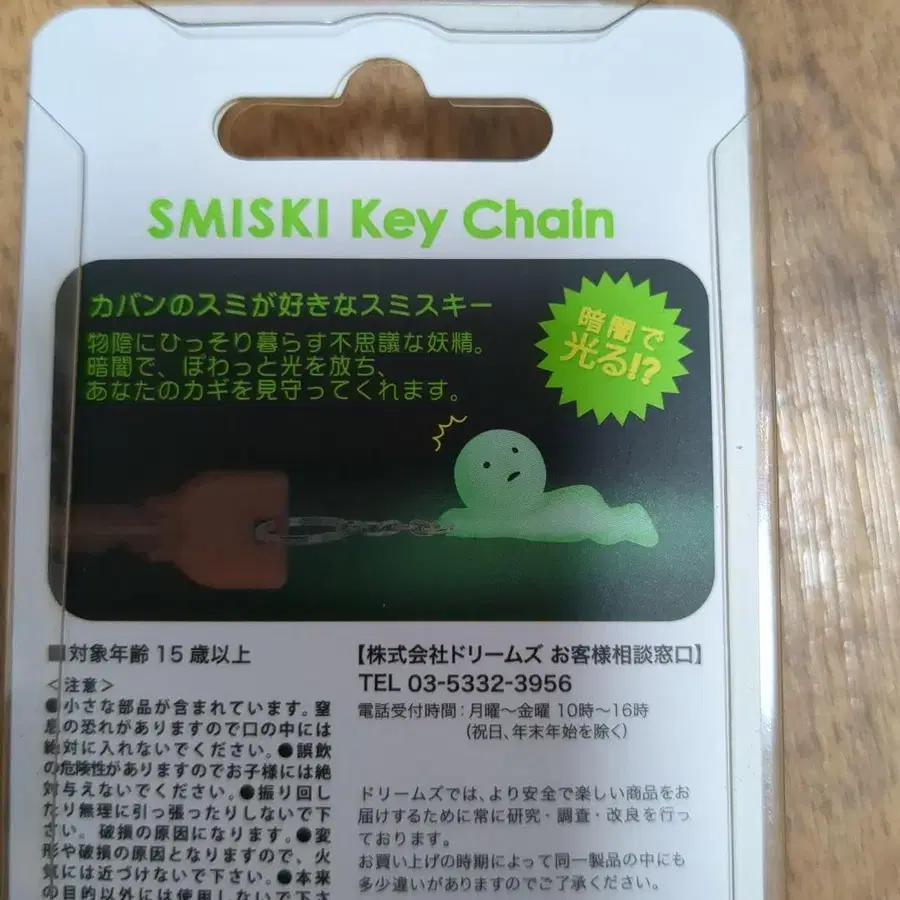 SMISKI Key Chain
カバンのスミが好きなスミスキー
物陰にひっそり暮らす不思議な妖精。
暗闇で、ぽわっと光を放ち、
あなたのカギを見守ってくれます。
暗闇で
光る!?
■対象年齢 15 歳以上
<注意>
●小さな部品が含まれています。窒
息の恐れがありますので口の中には
絶対に入れないでください。●誤飲
の危険性がありますのでお子様には絶
対与えないでください。●振り回し
たり無理に引っ張ったりしないで下
さい。破損の原因になります。●変
形や破損の原因となりますので、火
気には近づけないで下さい。●本来
の目的以外には使用しないで下さ
【株式会社ドリームズ お客様相談窓口】
TEL 03-5332-3956
電話受付時間：月曜〜金曜 10時〜16時
（祝日、年末年始を除く）
ドリームズでは、より安全で楽しい商品をお
届けするために常に研究・調査・改良を行っ
ております。
お買い上げの時期によって同一製品の中にも
多少違いがありますのでご了承ください。